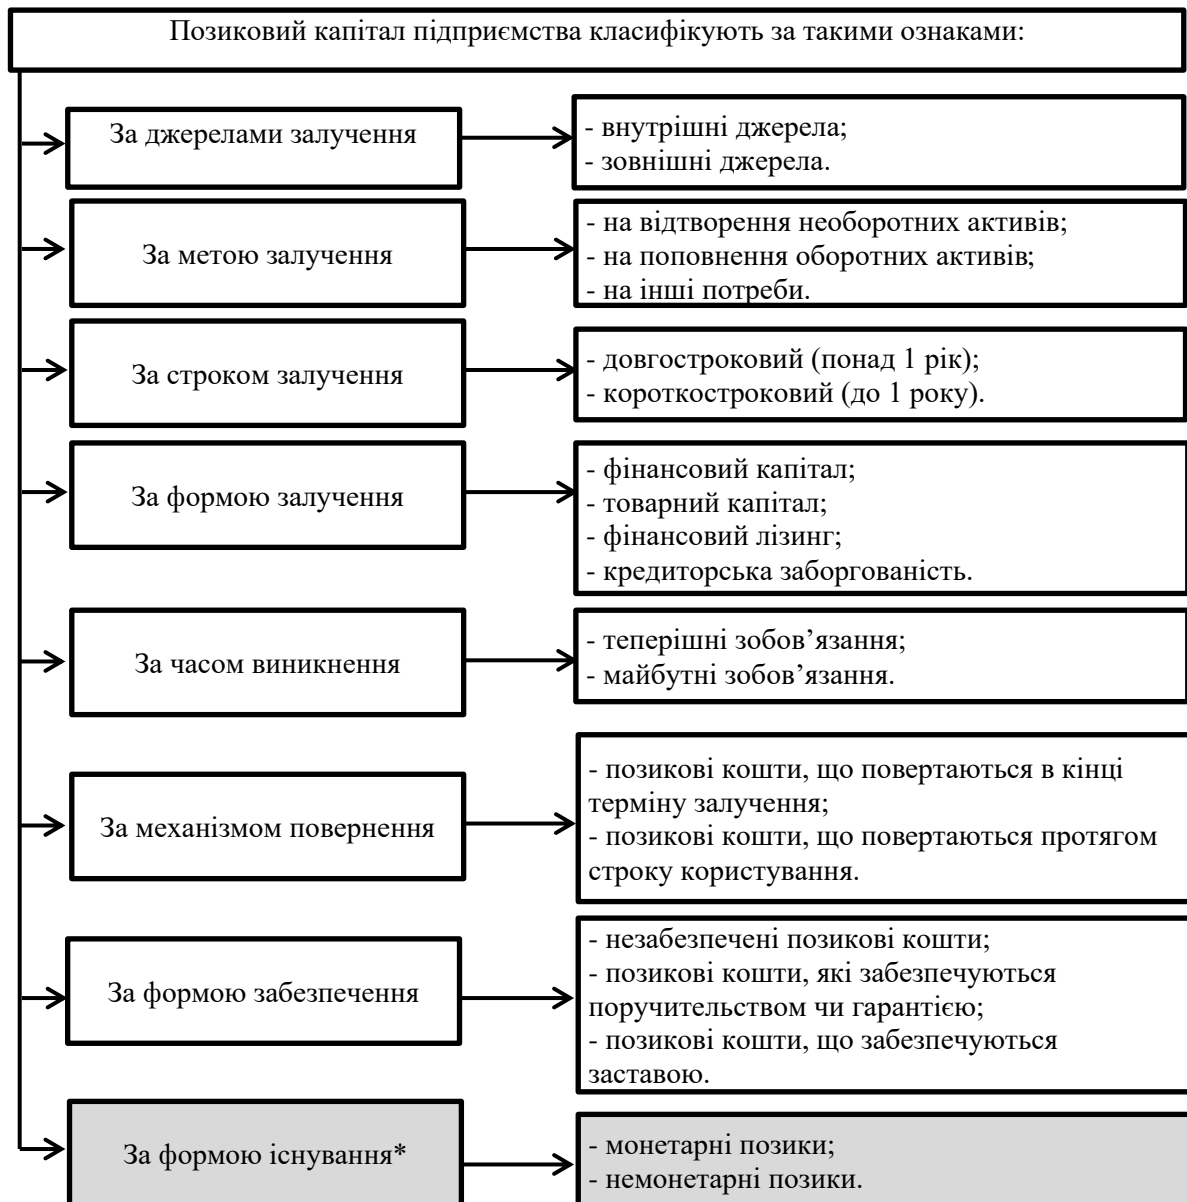 Позиковий капітал підприємства класифікують за такими ознаками:
За джерелами залучення
- внутрішні джерела;
- зовнішні джерела.
За метою залучення
- на відтворення необоротних активів;
- на поповнення оборотних активів;
- на інші потреби.
За строком залучення
- довгостроковий (понад 1 рік);
- короткостроковий (до 1 року).
За формою залучення
- фінансовий капітал;
- товарний капітал;
- фінансовий лізинг;
- кредиторська заборгованість.
За часом виникнення
- теперішні зобов’язання;
- майбутні зобов’язання.
За механізмом повернення
- позикові кошти, що повертаються в кінці
терміну залучення;
- позикові кошти, що повертаються протягом
строку користування.
За формою забезпечення
- незабезпечені позикові кошти;
- позикові кошти, які забезпечуються
поручительством чи гарантією;
- позикові кошти, що забезпечуються
заставою.
За формою існування*
- монетарні позики;
- немонетарні позики.